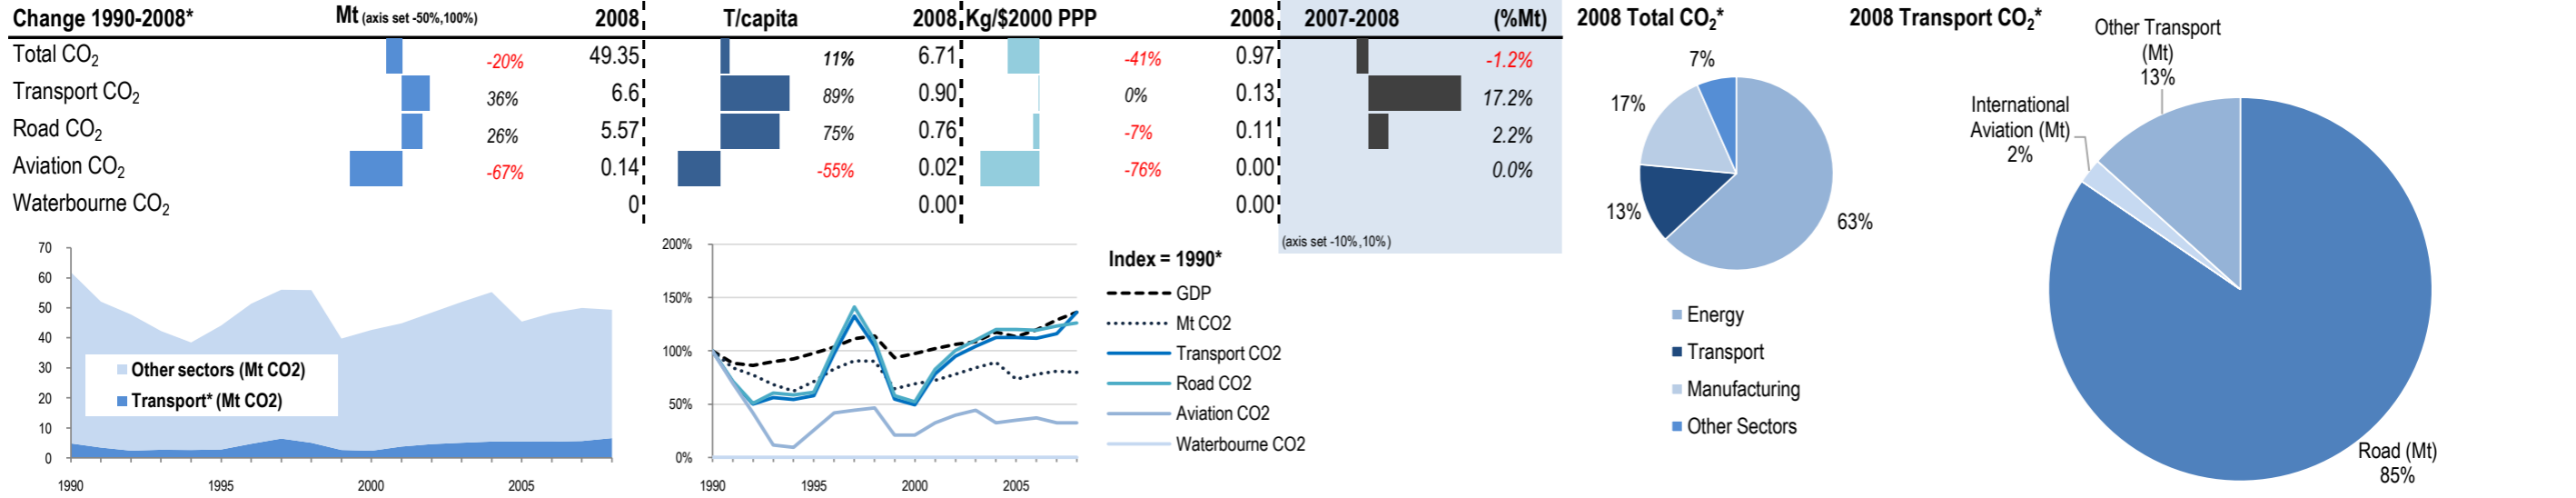 Change 1990-2008* Mt (axis set -50%,100%) 2008 T/capita 2008 Kg/$2000 PPP 2008 2007-2008 (%Mt)
Total CO2 -20% 49.35 11% 6.71 -41% 0.97 -1.2%
Transport CO2 36% 6.6 89% 0.90 0% 0.13 17.2%
Road CO2 26% 5.57 75% 0.76 -7% 0.11 2.2%
Aviation CO2 -67% 0.14 -55% 0.02 -76% 0.00 0.0%
Waterbourne CO2 0 0.00 0.00
(axis set -10%,10%)
70
60
50
40
30
20
10
0
Other sectors (Mt CO2)
Transport* (Mt CO2)
1990 1995 2000 2005
200%
150%
100%
50%
0%
1990 1995 2000 2005
Index = 1990*
GDP
Mt CO2
Transport CO2
Road CO2
Aviation CO2
Waterbourne CO2
2008 Total CO2*
7%
17%
13%
63%
Energy
Transport
Manufacturing
Other Sectors
2008 Transport CO2*
Other Transport
(Mt)
13%
International
Aviation (Mt)
2%
Road (Mt)
85%